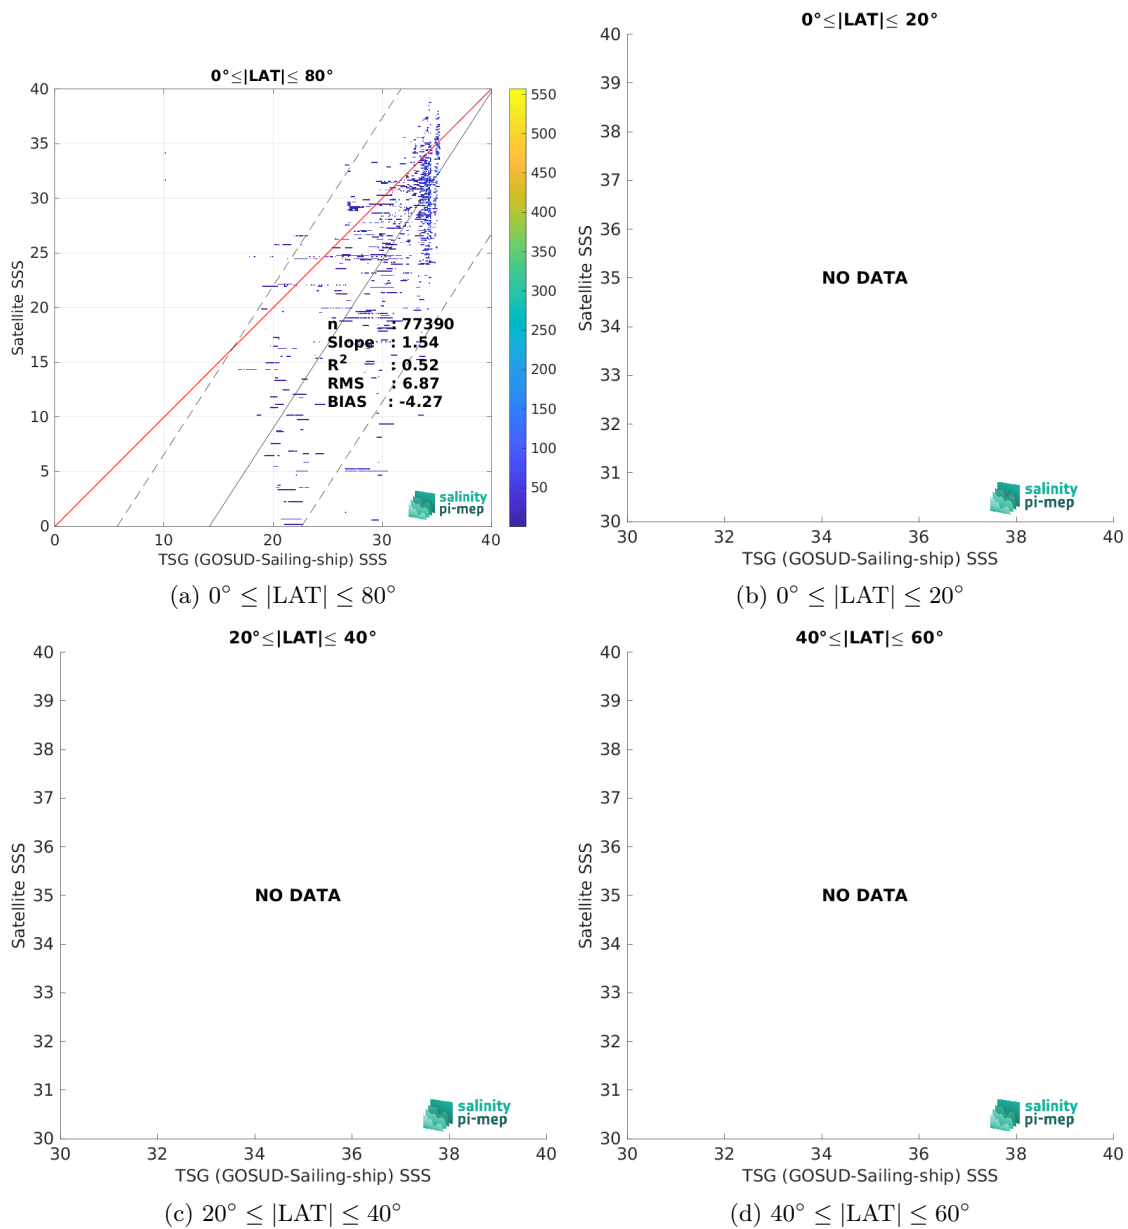 0°≤|LAT|≤ 80°
40
35
30
25
20
15
10
5
0
0
10
20
30
40
Satellite SSS
TSG (GOSUD-Sailing-ship) SSS
n : 77390
Slope : 1.54
R² : 0.52
RMS : 6.87
BIAS : -4.27
550
500
450
400
350
300
250
200
150
100
50
salinity
pi-mep
(a) 0° ≤ |LAT| ≤ 80°
0°≤|LAT|≤ 20°
40
39
38
37
36
35
34
33
32
31
30
30
32
34
36
38
40
Satellite SSS
NO DATA
salinity
pi-mep
TSG (GOSUD-Sailing-ship) SSS
(b) 0° ≤ |LAT| ≤ 20°
20°≤|LAT|≤ 40°
40
39
38
37
36
35
34
33
32
31
30
30
32
34
36
38
40
Satellite SSS
NO DATA
salinity
pi-mep
TSG (GOSUD-Sailing-ship) SSS
(c) 20° ≤ |LAT| ≤ 40°
40°≤|LAT|≤ 60°
40
39
38
37
36
35
34
33
32
31
30
30
32
34
36
38
40
Satellite SSS
NO DATA
salinity
pi-mep
TSG (GOSUD-Sailing-ship) SSS
(d) 40° ≤ |LAT| ≤ 60°